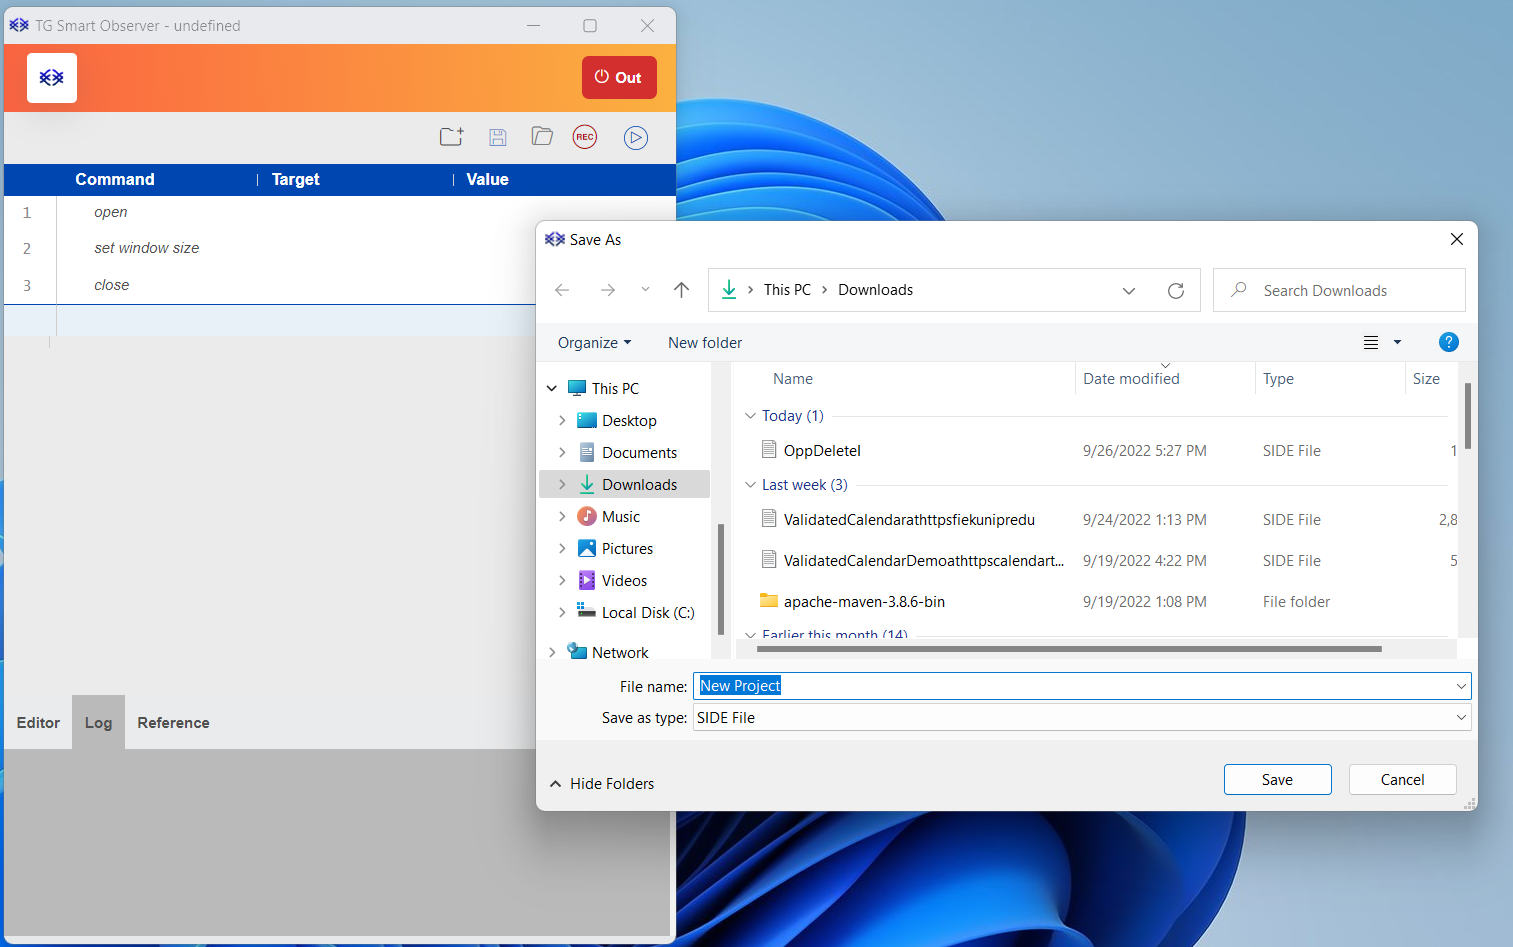 TG Smart Observer - undefined
Out
REC
Command Target Value
1 open
2 set window size
3 close
Editor Log Reference
Save As
This PC > Downloads
Search Downloads
Organize New folder
?
This PC
Desktop
Documents
Downloads
Music
Pictures
Videos
Local Disk (C:)
Network
Name Date modified Type Size
Today (1)
OppDeletel 9/26/2022 5:27 PM SIDE File 1
Last week (3)
ValidatedCalendarathttpsfiekunipredu 9/24/2022 1:13 PM SIDE File 2,8
ValidatedCalendarDemoathttpscalendart... 9/19/2022 4:22 PM SIDE File 5
apache-maven-3.8.6-bin 9/19/2022 1:08 PM File folder
Earlier this month (14)
File name: New Project
Save as type: SIDE File
Hide Folders
Save Cancel